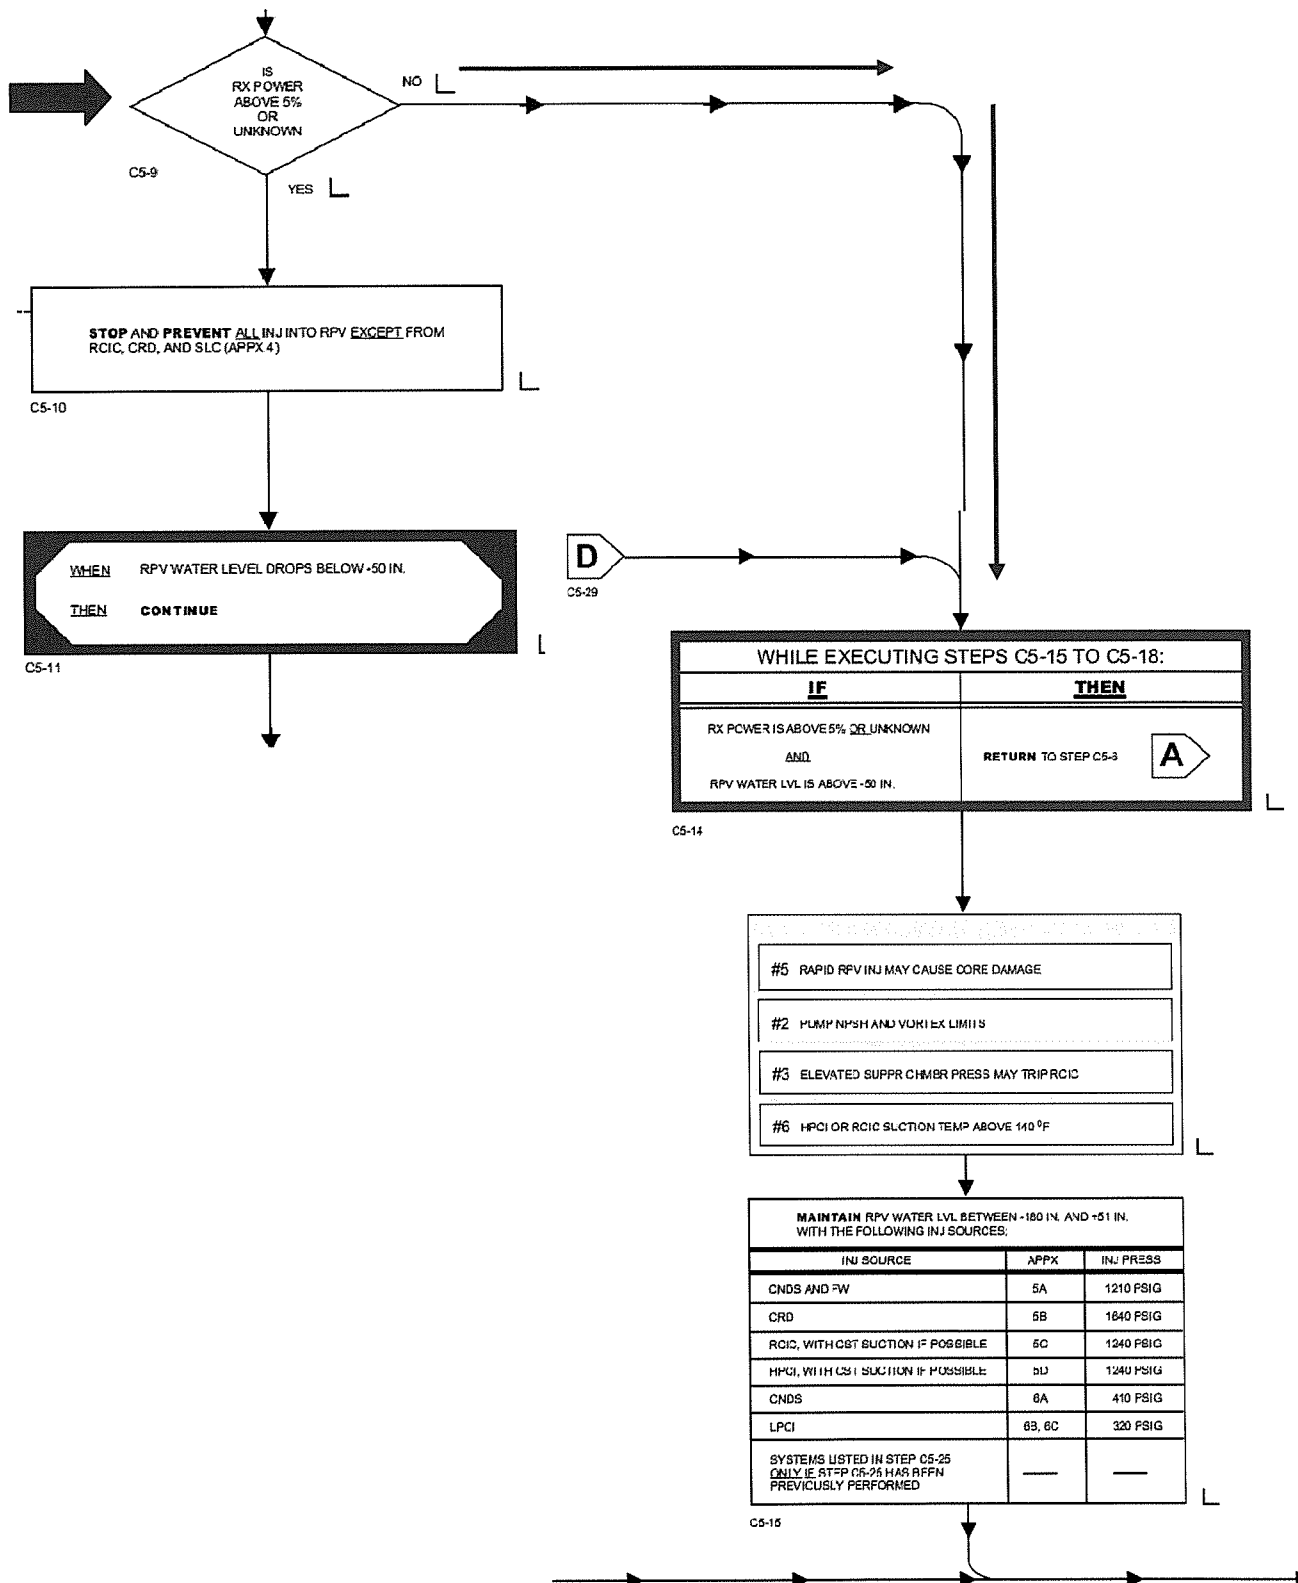 IS
RX POWER
ABOVE 5%
OR
UNKNOWN
NO
C5-9
YES
STOP AND PREVENT ALL INJ INTO RPV EXCEPT FROM
RCIC, CRD, AND SLC (APPX 4)
C5-10
WHEN RPV WATER LEVEL DROPS BELOW -50 IN.
THEN CONTINUE
C5-11
D
C5-29
WHILE EXECUTING STEPS C5-15 TO C5-18:
IF THEN
RX POWER IS ABOVE 5% OR UNKNOWN
AND
RPV WATER LVL IS ABOVE -50 IN.
RETURN TO STEP
A
C5-14
#5 RAPID RPV INJ MAY CAUSE CORE DAMAGE
#2 PUMP NPSH AND VORTEX LIMITS
#3 ELEVATED SUPPR CHMBR PRESS MAY TRIP RCIC
#6 HPCI OR RCIC SUCTION TEMP ABOVE 140 ⁰F
MAINTAIN RPV WATER LVL BETWEEN -180 IN. AND +51 IN.
WITH THE FOLLOWING INJ SOURCES:
INJ SOURCE APPX INJ PRESS
CNDS AND FW 5A 1210 PSIG
CRD 5B 1640 PSIG
RCIC, WITH CST SUCTION IF POSSIBLE 5C 1240 PSIG
HPCI, WITH CST SUCTION IF POSSIBLE 5D 1240 PSIG
CNDS 6A 410 PSIG
LPCI 6B, 6C 320 PSIG
SYSTEMS LISTED IN STEP C5-25
ONLY IF STEP C5-25 HAS BEEN
PREVIOUSLY PERFORMED
C5-15